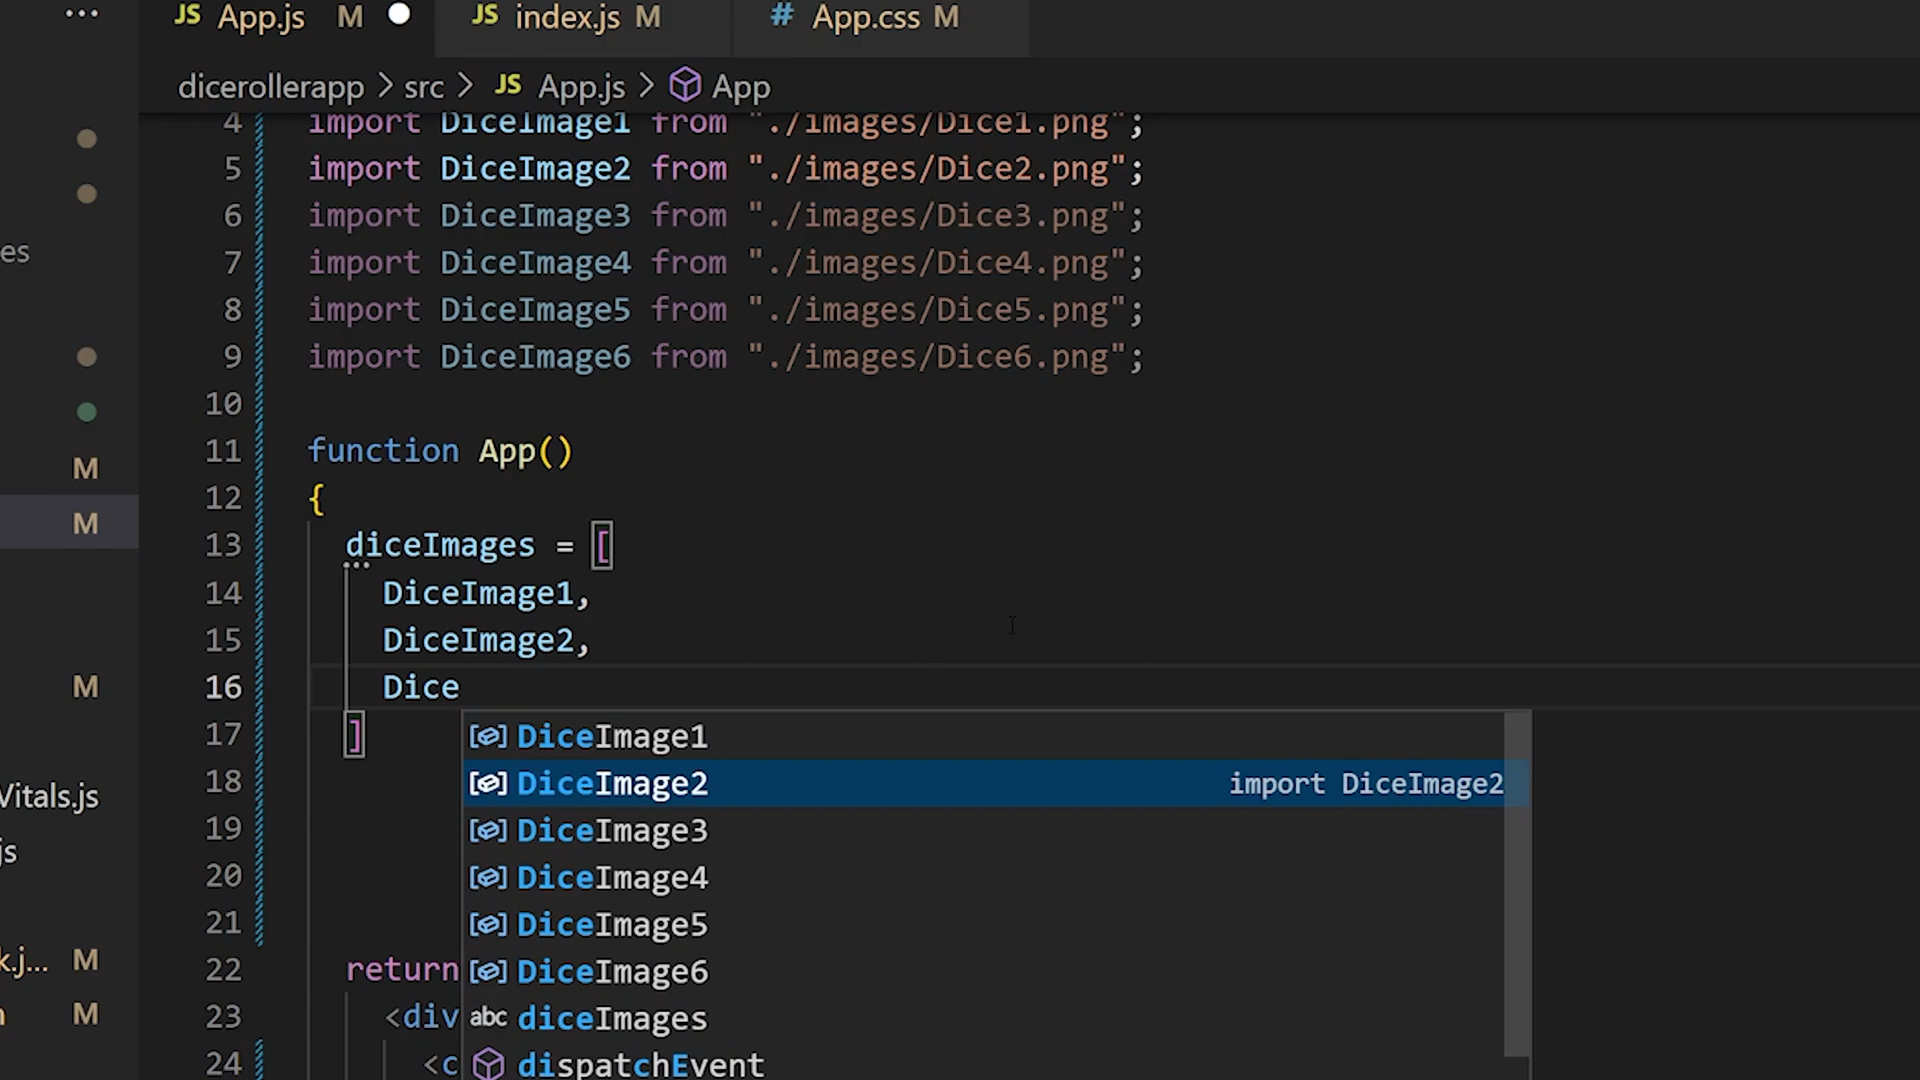 ... JS App.js M JS index.js M # App.css M
dicerollerapp > src > JS App.js > App
4 import DiceImage1 from "./images/Dice1.png";
5 import DiceImage2 from "./images/Dice2.png";
6 import DiceImage3 from "./images/Dice3.png";
7 import DiceImage4 from "./images/Dice4.png";
es
8 import DiceImage5 from "./images/Dice5.png";
9 import DiceImage6 from "./images/Dice6.png";
10
11 function App()
M
12 {
M
13 diceImages = [
14 DiceImage1,
15 DiceImage2,
M
16 Dice
17 ]
DiceImage1
18
DiceImage2 import DiceImage2
Vitals.js
19
DiceImage3
js
20
DiceImage4
21
DiceImage5
k.j... M
22 return
DiceImage6
M
23 <div
abc diceImages
24 <c
dispatchEvent